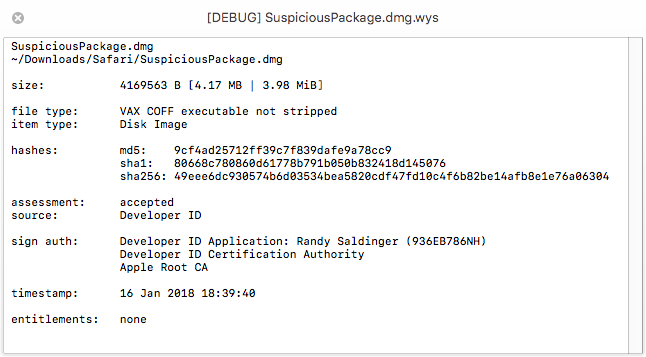 [DEBUG] SuspiciousPackage.dmg.wys
SuspiciousPackage.dmg
~/Downloads/Safari/SuspiciousPackage.dmg
size: 4169563 B [4.17 MB | 3.98 MiB]
file type: VAX COFF executable not stripped
item type: Disk Image
hashes: md5: 9cf4ad25712ff39c7f839dafe9a78cc9
sha1: 80668c780860d61778b791b050b832418d145076
sha256: 49eee6dc930574b6d03534bea5820cdf47fd10c4f6b82be14afb8e1e76a06304
assessment: accepted
source: Developer ID
sign auth: Developer ID Application: Randy Saldinger (936EB786NH)
Developer ID Certification Authority
Apple Root CA
timestamp: 16 Jan 2018 18:39:40
entitlements: none